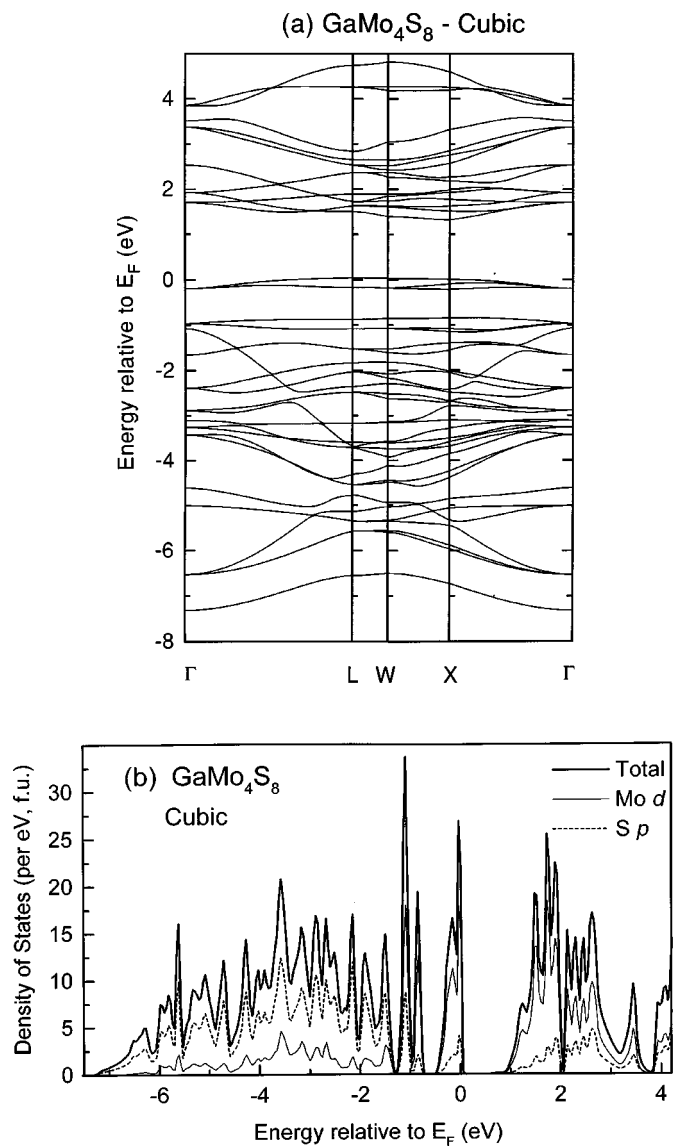 (a) GaMo₄S₈ - Cubic
4
2
0
-2
-4
-6
-8
Energy relative to E_F (eV)
Γ L W X Γ
(b) GaMo₄S₈
Cubic
Total
Mo d
S p
30
25
20
15
10
5
0
Density of States (per eV, f.u.)
-6 -4 -2 0 2 4
Energy relative to E_F (eV)